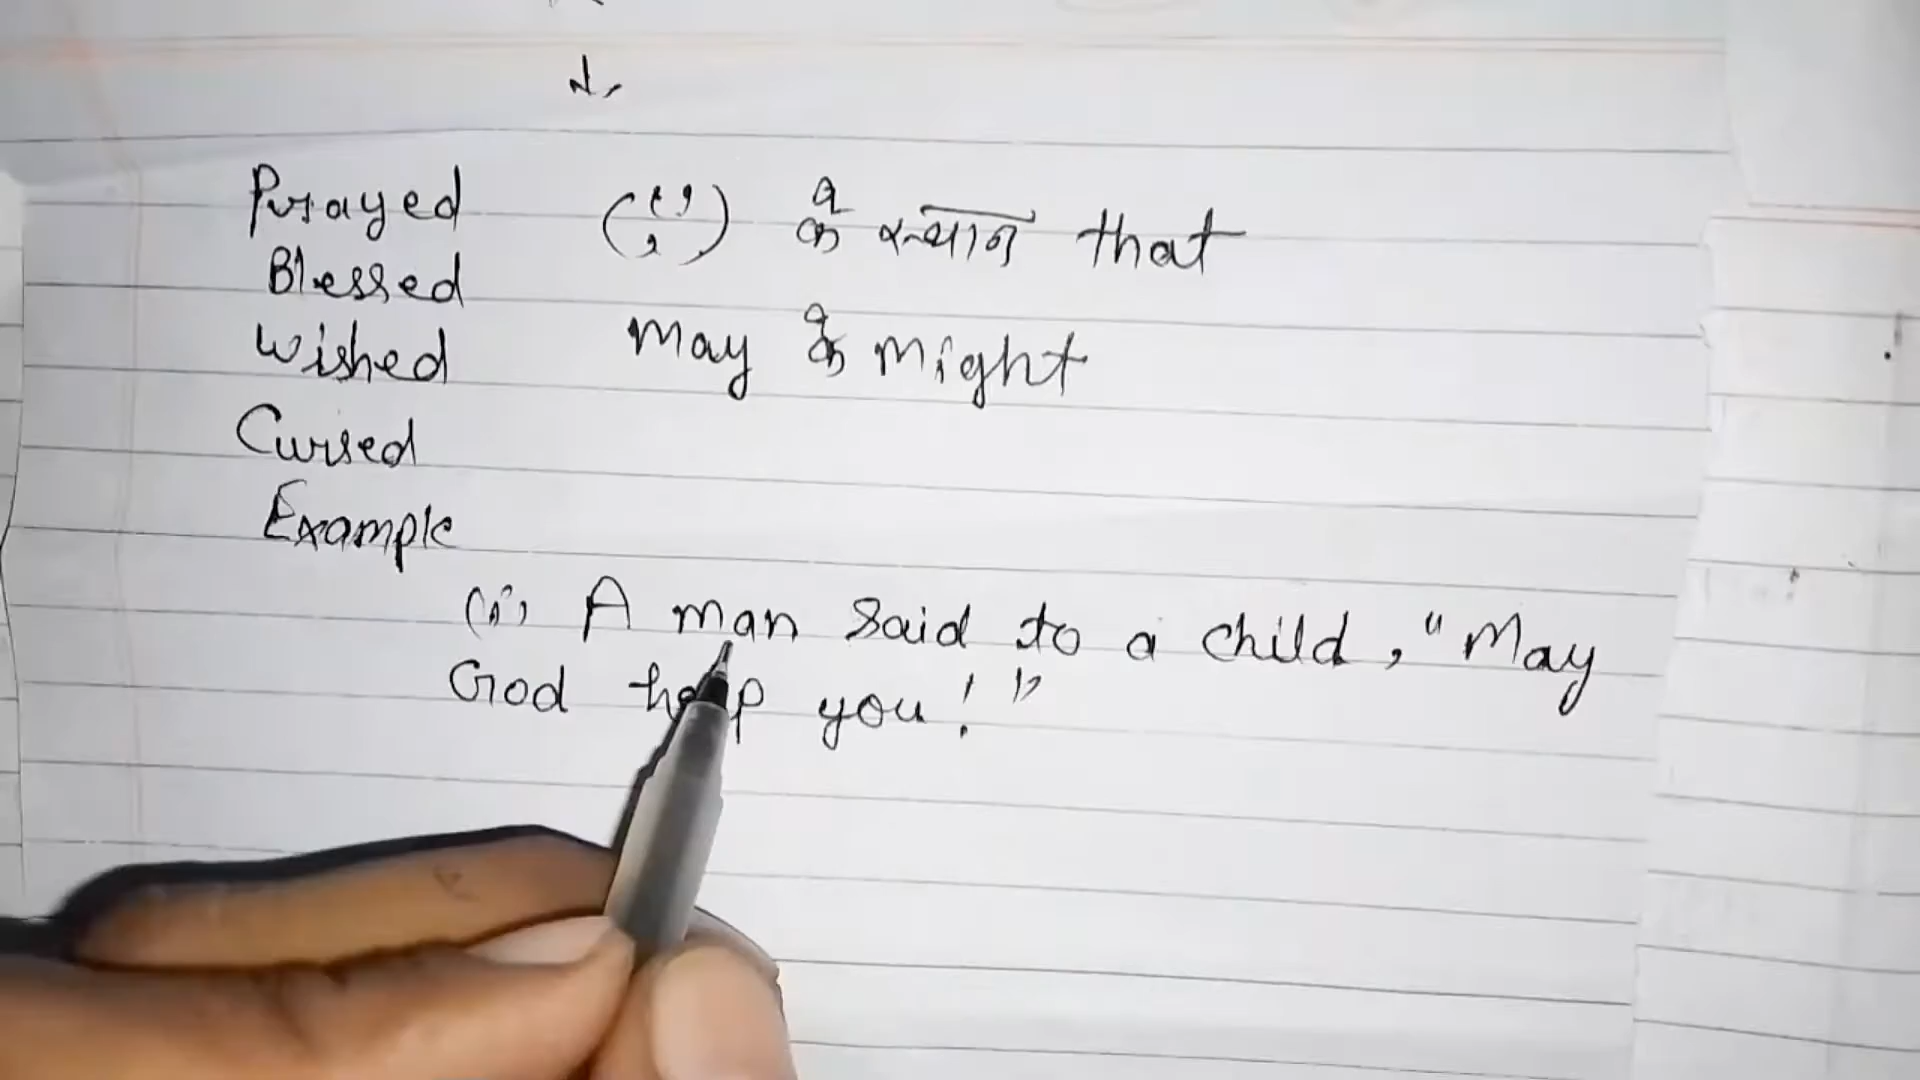 Prayed (“ ” ,) के स्थान that
Blessed
Wished May के Might
Cursed
Example
(i) A man said to a child, "May
God help you!"